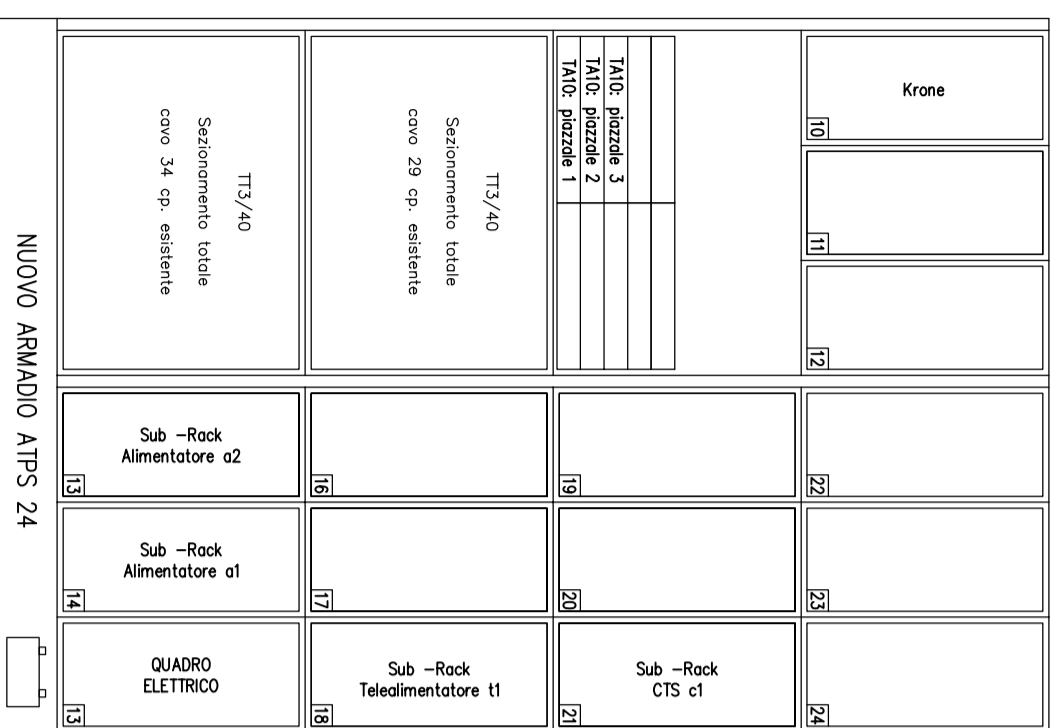 NUOVO ARMADIO ATPS 24
TT3/40
Sezionamento totale
cavo 34 cp. esistente
TT3/40
Sezionamento totale
cavo 29 cp. esistente
TA10: piazzale 3
TA10: piazzale 2
TA10: piazzale 1
Krone
10
11
12
Sub -Rack
Alimentatore a2
13
16
19
22
Sub -Rack
Alimentatore a1
14
17
20
23
QUADRO
ELETTRICO
13
Sub -Rack
Telealimentatore t1
18
Sub -Rack
CTS c1
21
24